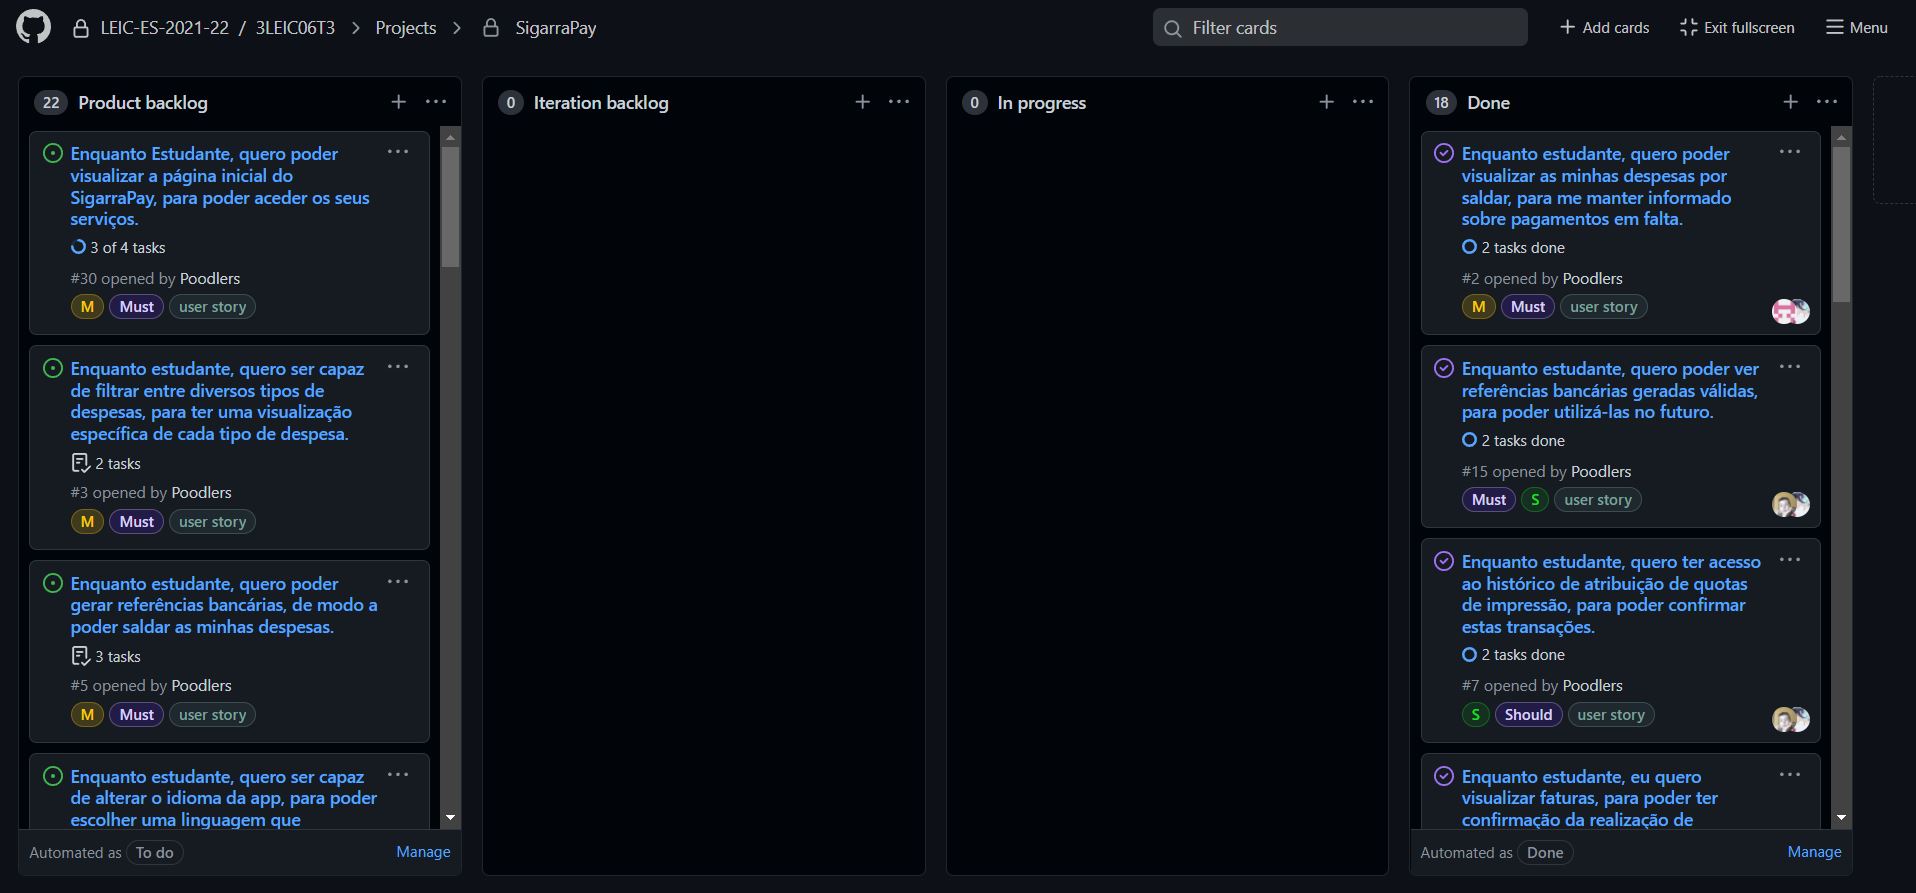 LEIC-ES-2021-22 / 3LEIC06T3 Projects SigarraPay
Filter cards
Add cards
Exit fullscreen
Menu
22 Product backlog
Enquanto Estudante, quero poder
visualizar a página inicial do
SigarraPay, para poder aceder os seus
serviços.
3 of 4 tasks
#30 opened by Poodlers
M Must user story
Enquanto estudante, quero ser capaz
de filtrar entre diversos tipos de
despesas, para ter uma visualização
específica de cada tipo de despesa.
2 tasks
#3 opened by Poodlers
M Must user story
Enquanto estudante, quero poder
gerar referências bancárias, de modo a
poder saldar as minhas despesas.
3 tasks
#5 opened by Poodlers
M Must user story
Enquanto estudante, quero ser capaz
de alterar o idioma da app, para poder
escolher uma linguagem que
Automated as To do
Manage
0 Iteration backlog
0 In progress
18 Done
Enquanto estudante, quero poder
visualizar as minhas despesas por
saldar, para me manter informado
sobre pagamentos em falta.
2 tasks done
#2 opened by Poodlers
M Must user story
Enquanto estudante, quero poder ver
referências bancárias geradas válidas,
para poder utilizá-las no futuro.
2 tasks done
#15 opened by Poodlers
Must S user story
Enquanto estudante, quero ter acesso
ao histórico de atribuição de quotas
de impressão, para poder confirmar
estas transações.
2 tasks done
#7 opened by Poodlers
S Should user story
Enquanto estudante, eu quero
visualizar faturas, para poder ter
confirmação da realização de
Automated as Done
Manage